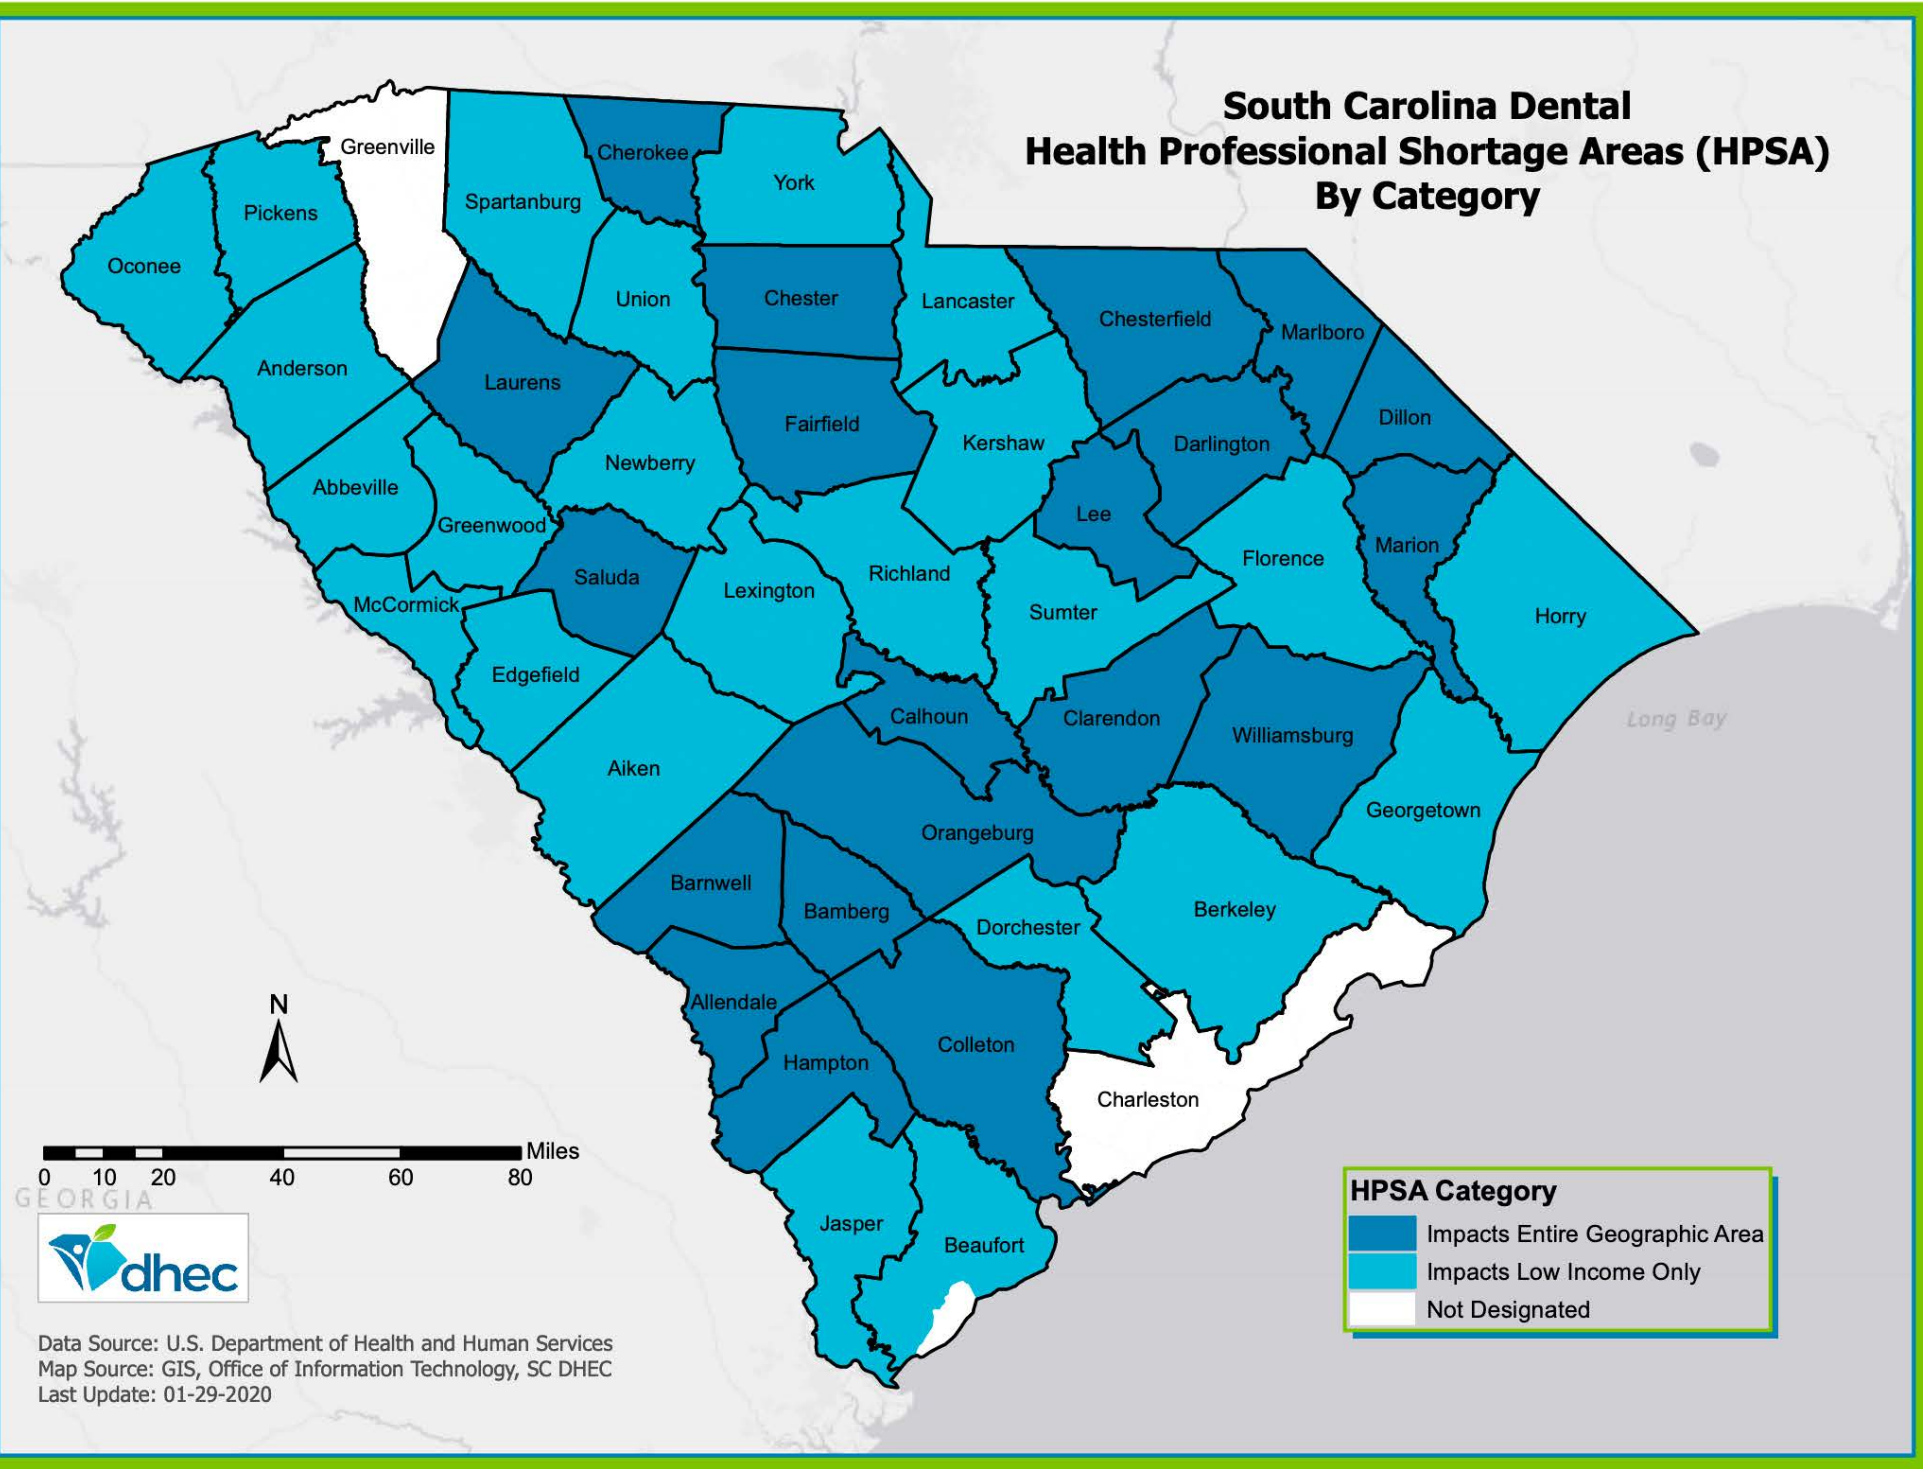 South Carolina Dental
Health Professional Shortage Areas (HPSA)
By Category
Greenville
Cherokee
Spartanburg
York
Pickens
Oconee
Union
Chester
Lancaster
Chesterfield
Marlboro
Anderson
Laurens
Fairfield
Dillon
Kershaw
Darlington
Newberry
Abbeville
Greenwood
Lee
Marion
Florence
Richland
Saluda
Lexington
McCormick
Sumter
Horry
Edgefield
Calhoun
Clarendon
Long Bay
Williamsburg
Aiken
Georgetown
Orangeburg
Barnwell
Bamberg
Berkeley
Dorchester
Allendale
N
Colleton
Hampton
Charleston
Miles
0 10 20 40 60 80
GEORGIA
Jasper
Beaufort
HPSA Category
Impacts Entire Geographic Area
Impacts Low Income Only
Not Designated
dhec
Data Source: U.S. Department of Health and Human Services
Map Source: GIS, Office of Information Technology, SC DHEC
Last Update: 01-29-2020